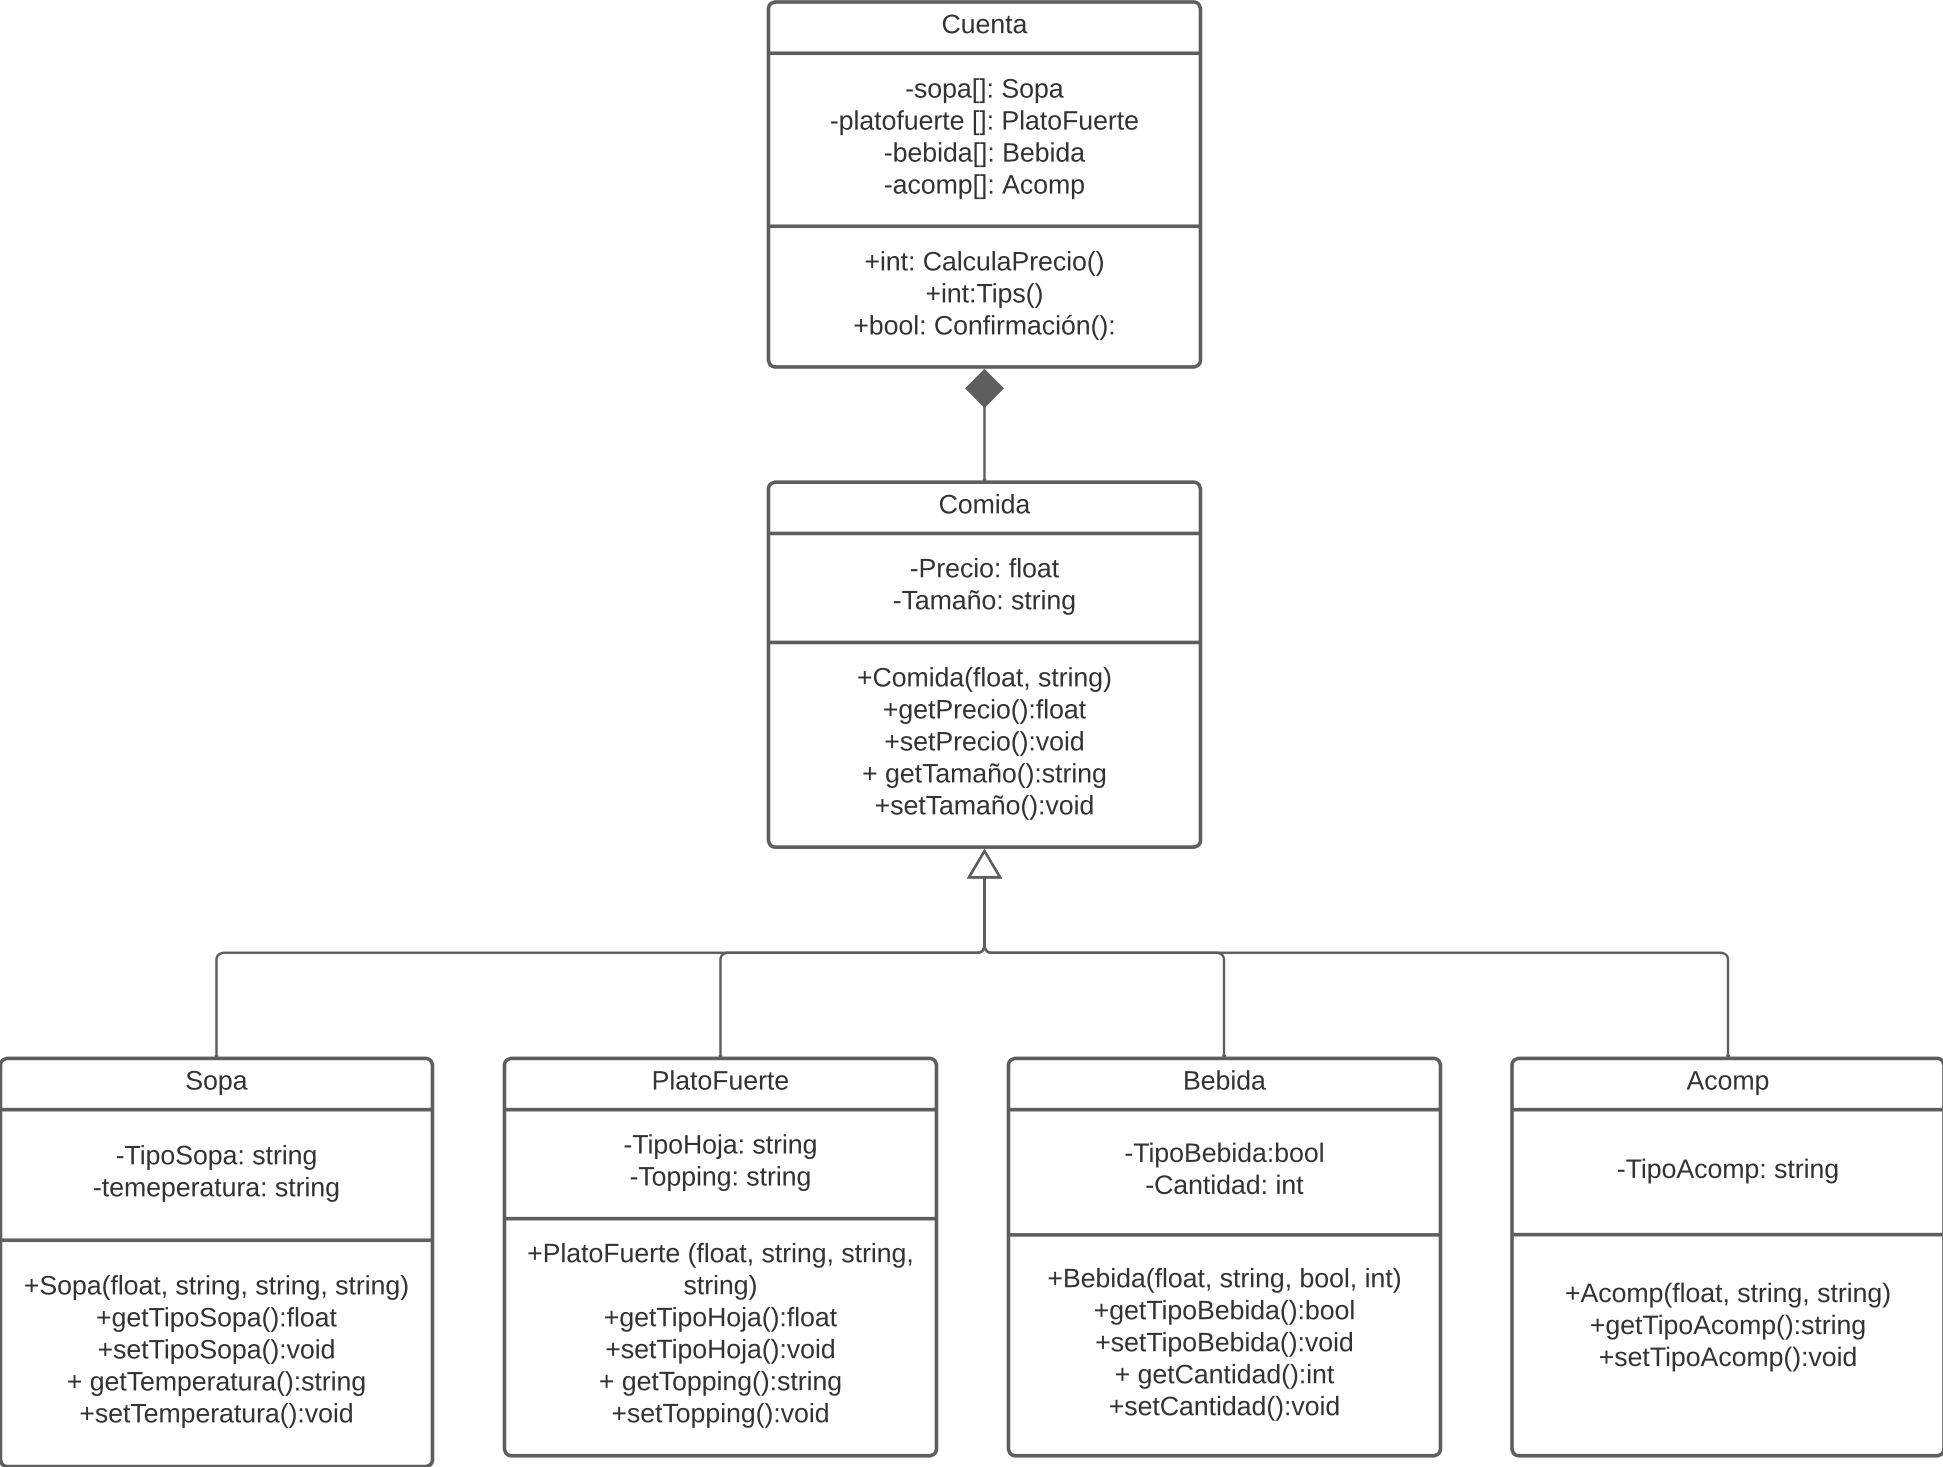 Cuenta
-sopa[]: Sopa
-platofuerte []: PlatoFuerte
-bebida[]: Bebida
-acomp[]: Acomp
+int: CalculaPrecio()
+int:Tips()
+bool: Confirmación():
Comida
-Precio: float
-Tamaño: string
+Comida(float, string)
+getPrecio():float
+setPrecio():void
+ getTamaño():string
+setTamaño():void
Sopa
-TipoSopa: string
-temeperatura: string
+Sopa(float, string, string, string)
+getTipoSopa():float
+setTipoSopa():void
+ getTemperatura():string
+setTemperatura():void
PlatoFuerte
-TipoHoja: string
-Topping: string
+PlatoFuerte (float, string, string,
string)
+getTipoHoja():float
+setTipoHoja():void
+ getTopping():string
+setTopping():void
Bebida
-TipoBebida:bool
-Cantidad: int
+Bebida(float, string, bool, int)
+getTipoBebida():bool
+setTipoBebida():void
+ getCantidad():int
+setCantidad():void
Acomp
-TipoAcomp: string
+Acomp(float, string, string)
+getTipoAcomp():string
+setTipoAcomp():void